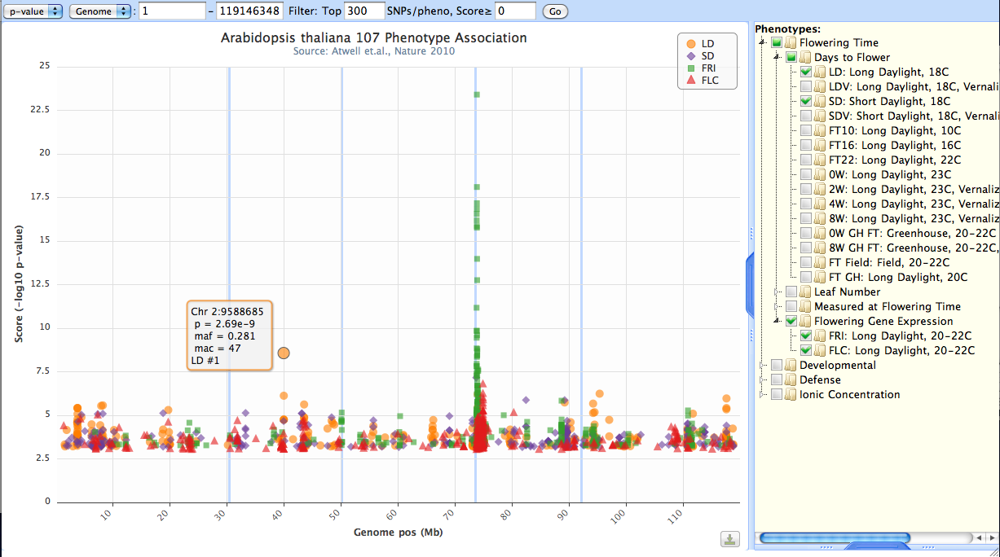 p-value Genome : 1 - 119146348 Filter: Top 300 SNPs/pheno, Score≥ 0 Go
Arabidopsis thaliana 107 Phenotype Association
Source: Atwell et.al., Nature 2010
LD
SD
FRI
FLC
25
22.5
20
17.5
15
12.5
10
7.5
5
2.5
0
Score (-log10 p-value)
Chr 2:9588685
p = 2.69e-9
maf = 0.281
mac = 47
LD #1
10 20 30 40 50 60 70 80 90 100 110
Genome pos (Mb)
Phenotypes:
Flowering Time
Days to Flower
LD: Long Daylight, 18C
LDV: Long Daylight, 18C, Vernali
SD: Short Daylight, 18C
SDV: Short Daylight, 18C, Vernali
FT10: Long Daylight, 10C
FT16: Long Daylight, 16C
FT22: Long Daylight, 22C
0W: Long Daylight, 23C
2W: Long Daylight, 23C, Vernaliz
4W: Long Daylight, 23C, Vernaliz
8W: Long Daylight, 23C, Vernaliz
0W GH FT: Greenhouse, 20-22C
8W GH FT: Greenhouse, 20-22C,
FT Field: Field, 20-22C
FT GH: Long Daylight, 20C
Leaf Number
Measured at Flowering Time
Flowering Gene Expression
FRI: Long Daylight, 20-22C
FLC: Long Daylight, 20-22C
Developmental
Defense
Ionic Concentration